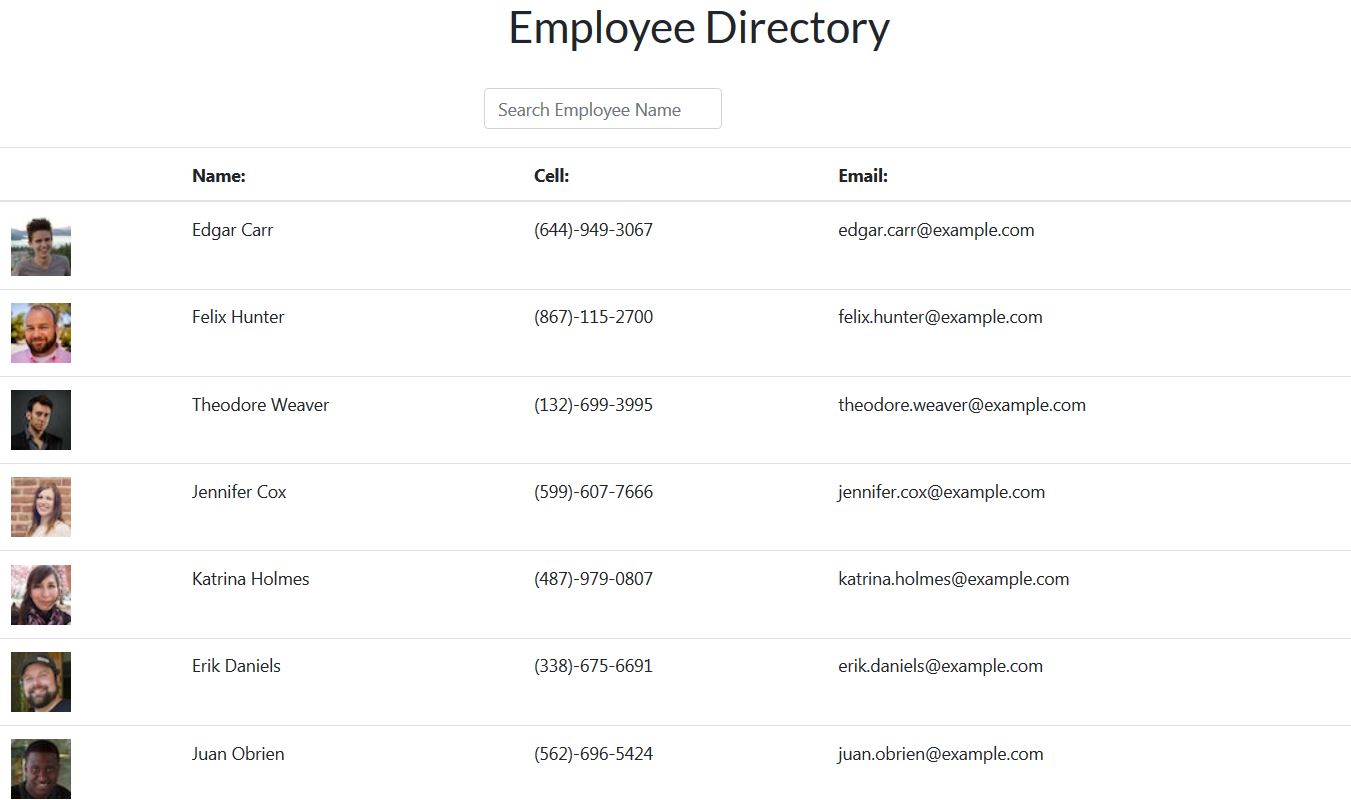 Employee Directory
Search Employee Name
Name: Cell: Email:
Edgar Carr (644)-949-3067 edgar.carr@example.com
Felix Hunter (867)-115-2700 felix.hunter@example.com
Theodore Weaver (132)-699-3995 theodore.weaver@example.com
Jennifer Cox (599)-607-7666 jennifer.cox@example.com
Katrina Holmes (487)-979-0807 katrina.holmes@example.com
Erik Daniels (338)-675-6691 erik.daniels@example.com
Juan Obrien (562)-696-5424 juan.obrien@example.com